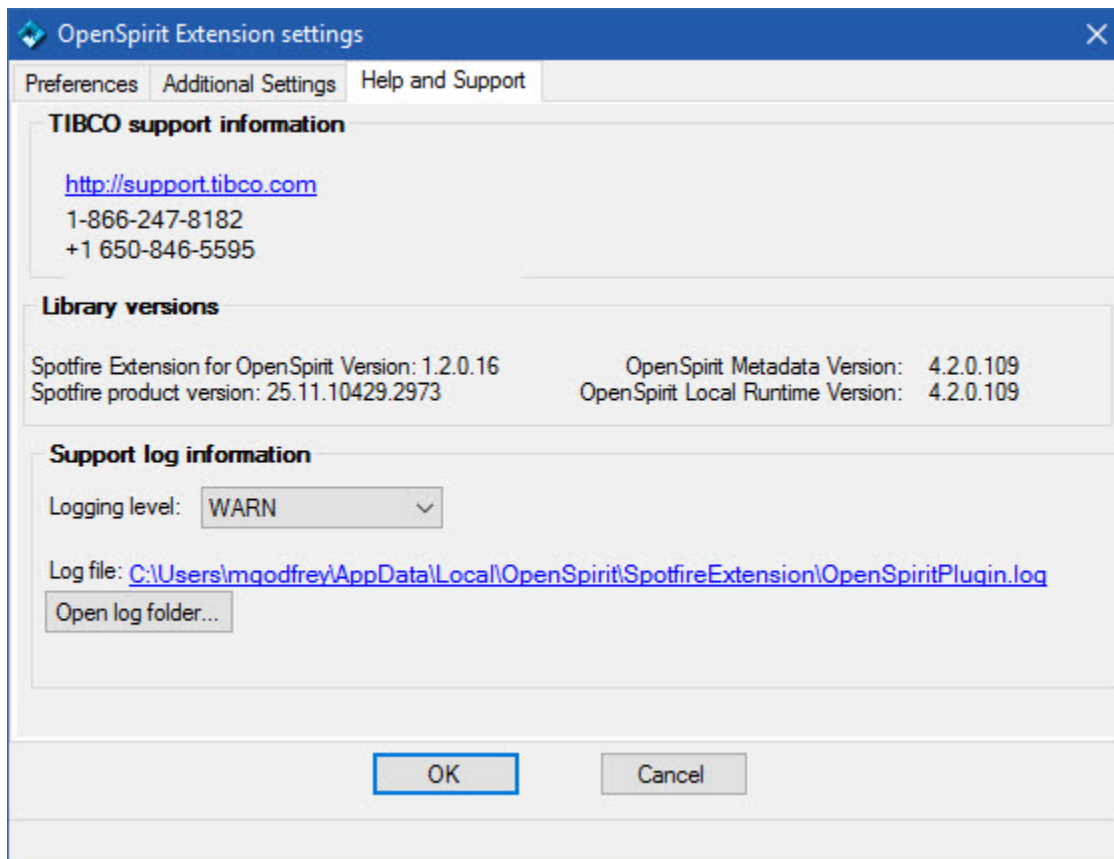 OpenSpirit Extension settings
Preferences Additional Settings Help and Support
TIBCO support information
http://support.tibco.com
1-866-247-8182
+1 650-846-5595
Library versions
Spotfire Extension for OpenSpirit Version: 1.2.0.16 OpenSpirit Metadata Version: 4.2.0.109
Spotfire product version: 25.11.10429.2973 OpenSpirit Local Runtime Version: 4.2.0.109
Support log information
Logging level: WARN
Log file: C:\Users\mgodfrey\AppData\Local\OpenSpirit\SpotfireExtension\OpenSpiritPlugin.log
Open log folder...
OK Cancel